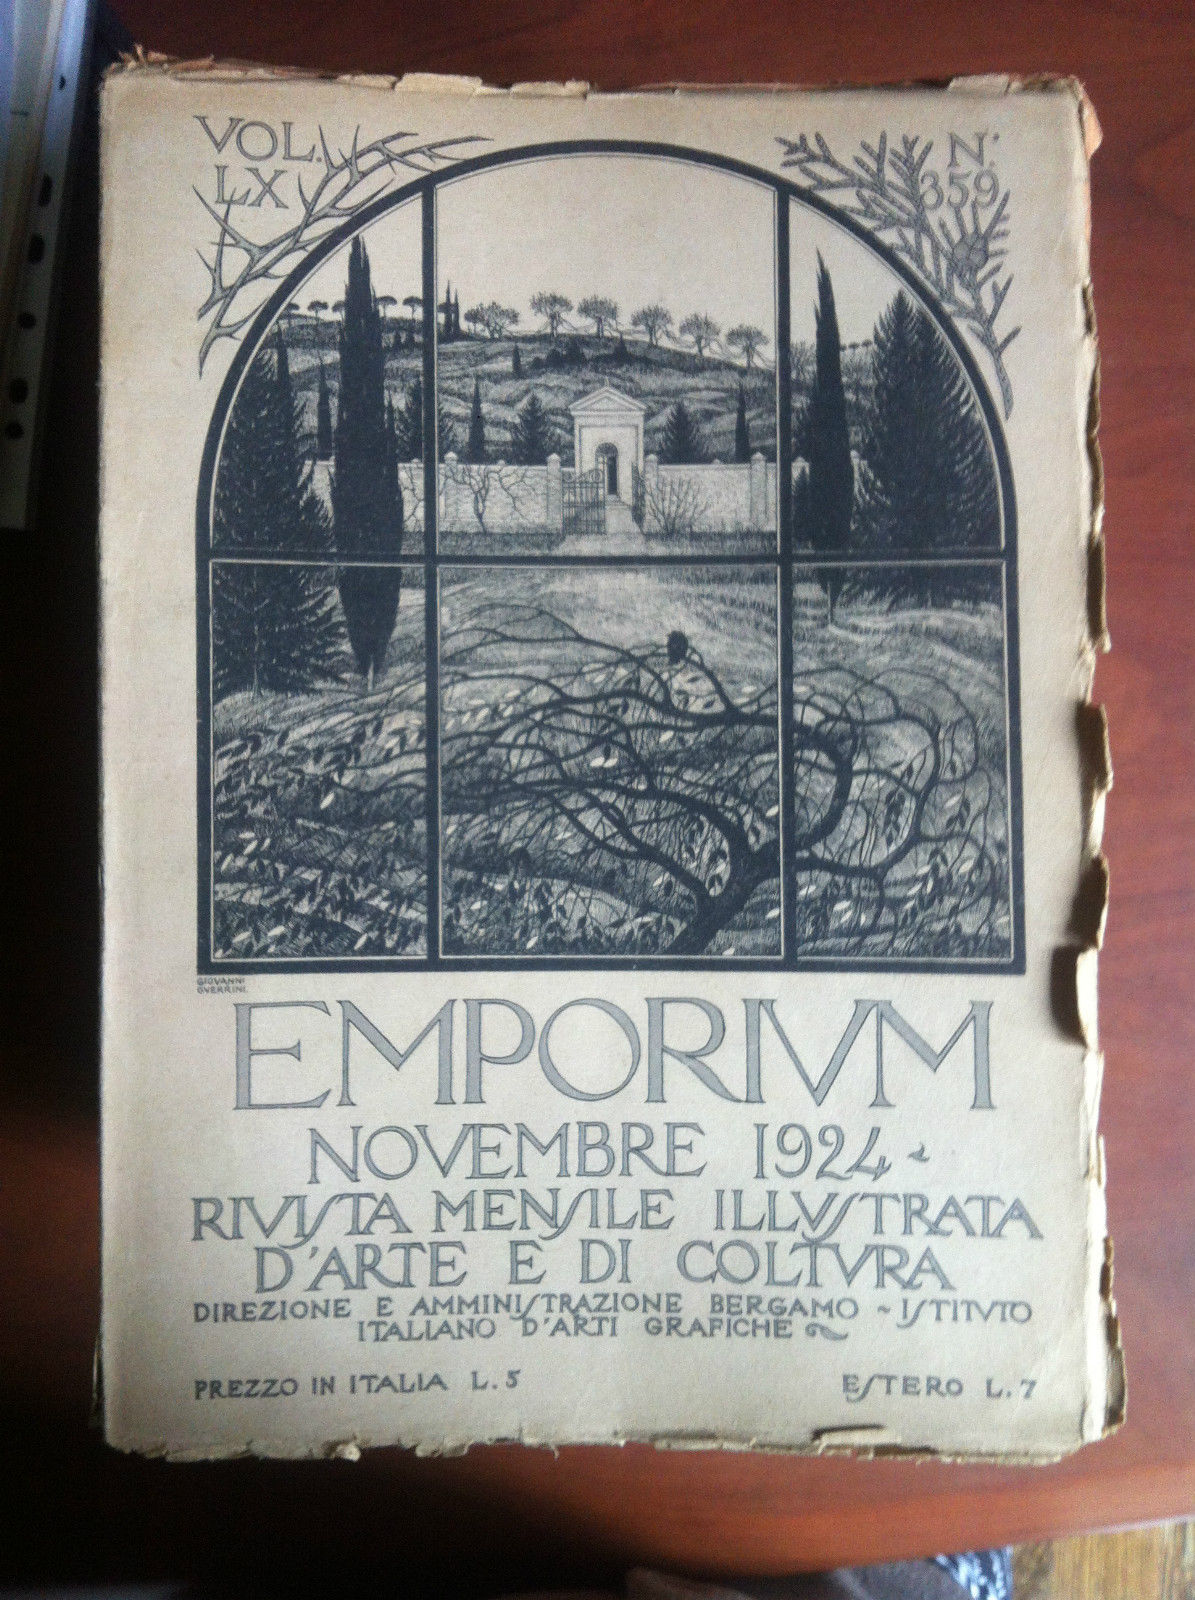 VOL.
LX
N.
359
GIOVANNI
GVERRINI.
EMPORIVM
NOVEMBRE 1924
RIVISTA MENSILE ILLVSTRATA
D'ARTE E DI COLTVRA
DIREZIONE E AMMINISTRAZIONE BERGAMO ~ ISTITVTO
ITALIANO D'ARTI GRAFICHE
PREZZO IN ITALIA L. 5
ESTERO L. 7